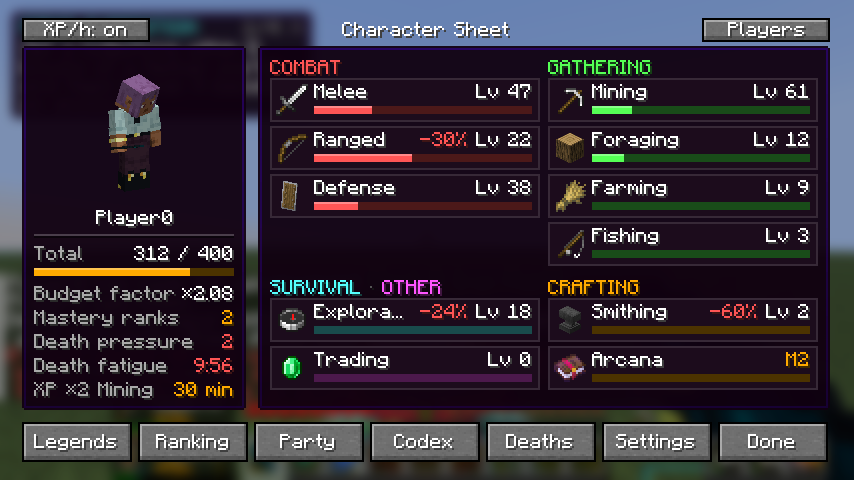 XP/h: on
Character Sheet
Players
Player0
Total 312 / 400
Budget factor ×2.08
Mastery ranks 2
Death pressure 2
Death fatigue 9:56
XP ×2 Mining 30 min
COMBAT
Melee Lv 47
Ranged -30% Lv 22
Defense Lv 38
GATHERING
Mining Lv 61
Foraging Lv 12
Farming Lv 9
Fishing Lv 3
SURVIVAL · OTHER
Explora... -24% Lv 18
Trading Lv 0
CRAFTING
Smithing -60% Lv 2
Arcana M2
Legends
Ranking
Party
Codex
Deaths
Settings
Done